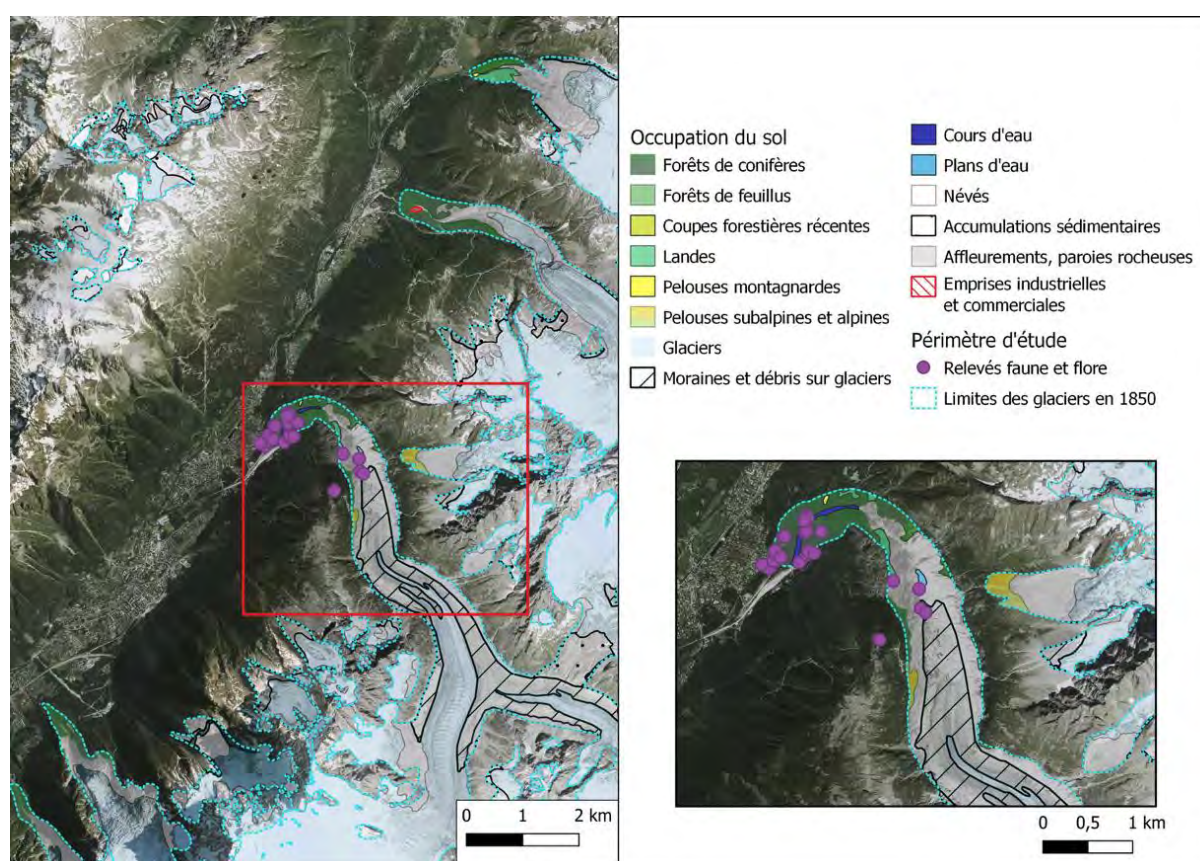 Occupation du sol
Forêts de conifères
Forêts de feuillus
Coupes forestières récentes
Landes
Pelouses montagnardes
Pelouses subalpines et alpines
Glaciers
Moraines et débris sur glaciers
Cours d'eau
Plans d'eau
Névés
Accumulations sédimentaires
Affleurements, paroies rocheuses
Emprises industrielles
et commerciales
Périmètre d'étude
Relevés faune et flore
Limites des glaciers en 1850
0 1 2 km
0 0,5 1 km